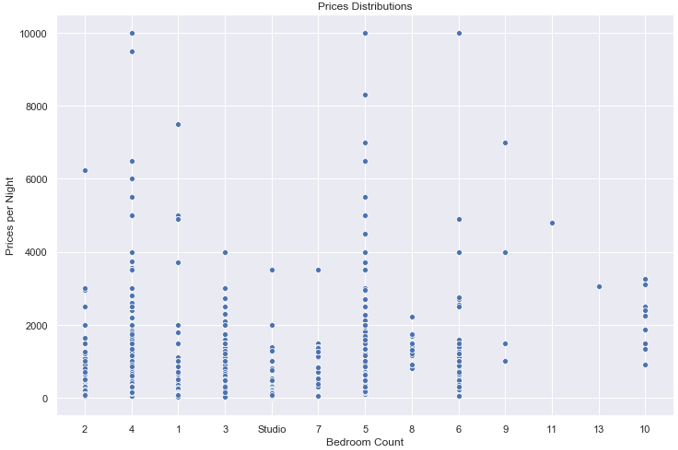 Prices Distributions
10000
8000
6000
4000
2000
0
Prices per Night
2 4 1 3 Studio 7 5 8 6 9 11 13 10
Bedroom Count